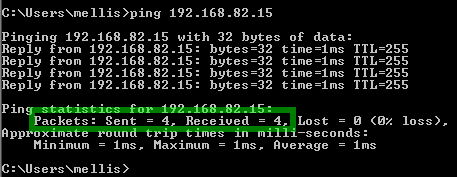 C:\Users\mellis>ping 192.168.82.15
Pinging 192.168.82.15 with 32 bytes of data:
Reply from 192.168.82.15: bytes=32 time=1ms TTL=255
Reply from 192.168.82.15: bytes=32 time=1ms TTL=255
Reply from 192.168.82.15: bytes=32 time=1ms TTL=255
Reply from 192.168.82.15: bytes=32 time=1ms TTL=255
Ping statistics for 192.168.82.15:
Packets: Sent = 4, Received = 4, Lost = 0 (0% loss),
Approximate round trip times in milli-seconds:
Minimum = 1ms, Maximum = 1ms, Average = 1ms
C:\Users\mellis>